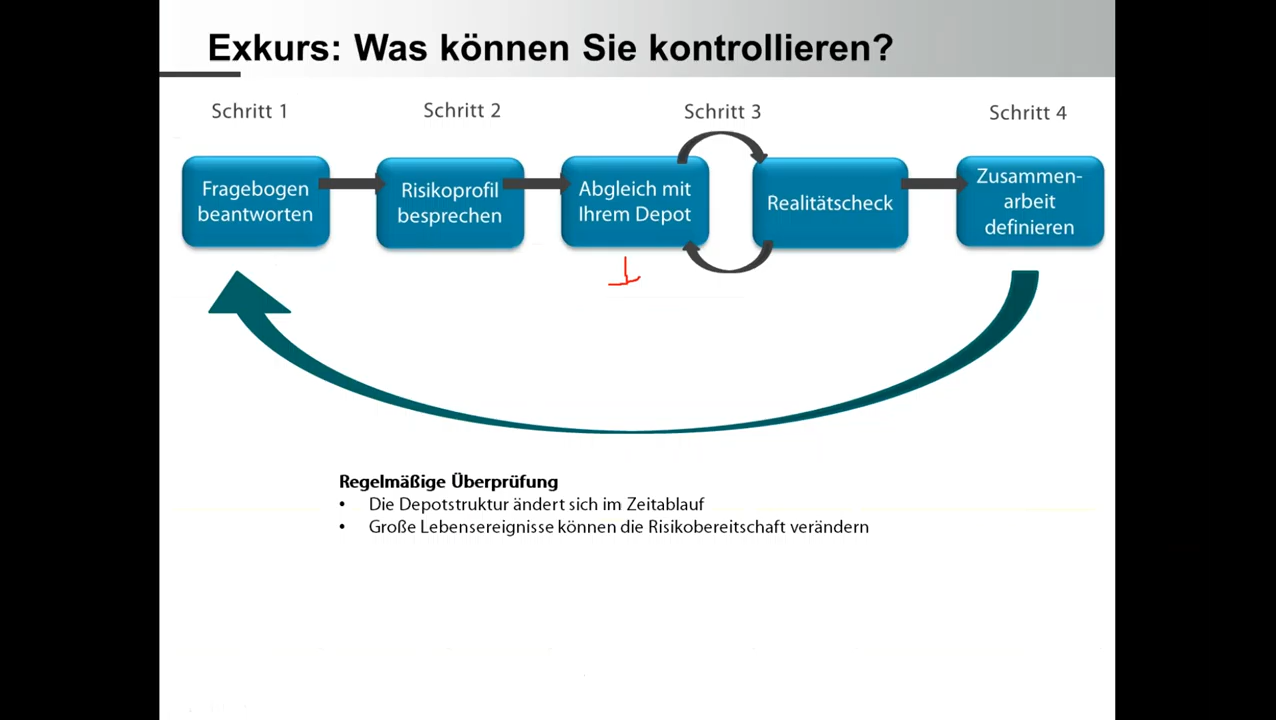 Exkurs: Was können Sie kontrollieren?
Schritt 1
Schritt 2
Schritt 3
Schritt 4
Fragebogen
beantworten
Risikoprofil
besprechen
Abgleich mit
Ihrem Depot
Realitätscheck
Zusammen-
arbeit
definieren
Regelmäßige Überprüfung
• Die Depotstruktur ändert sich im Zeitablauf
• Große Lebensereignisse können die Risikobereitschaft verändern